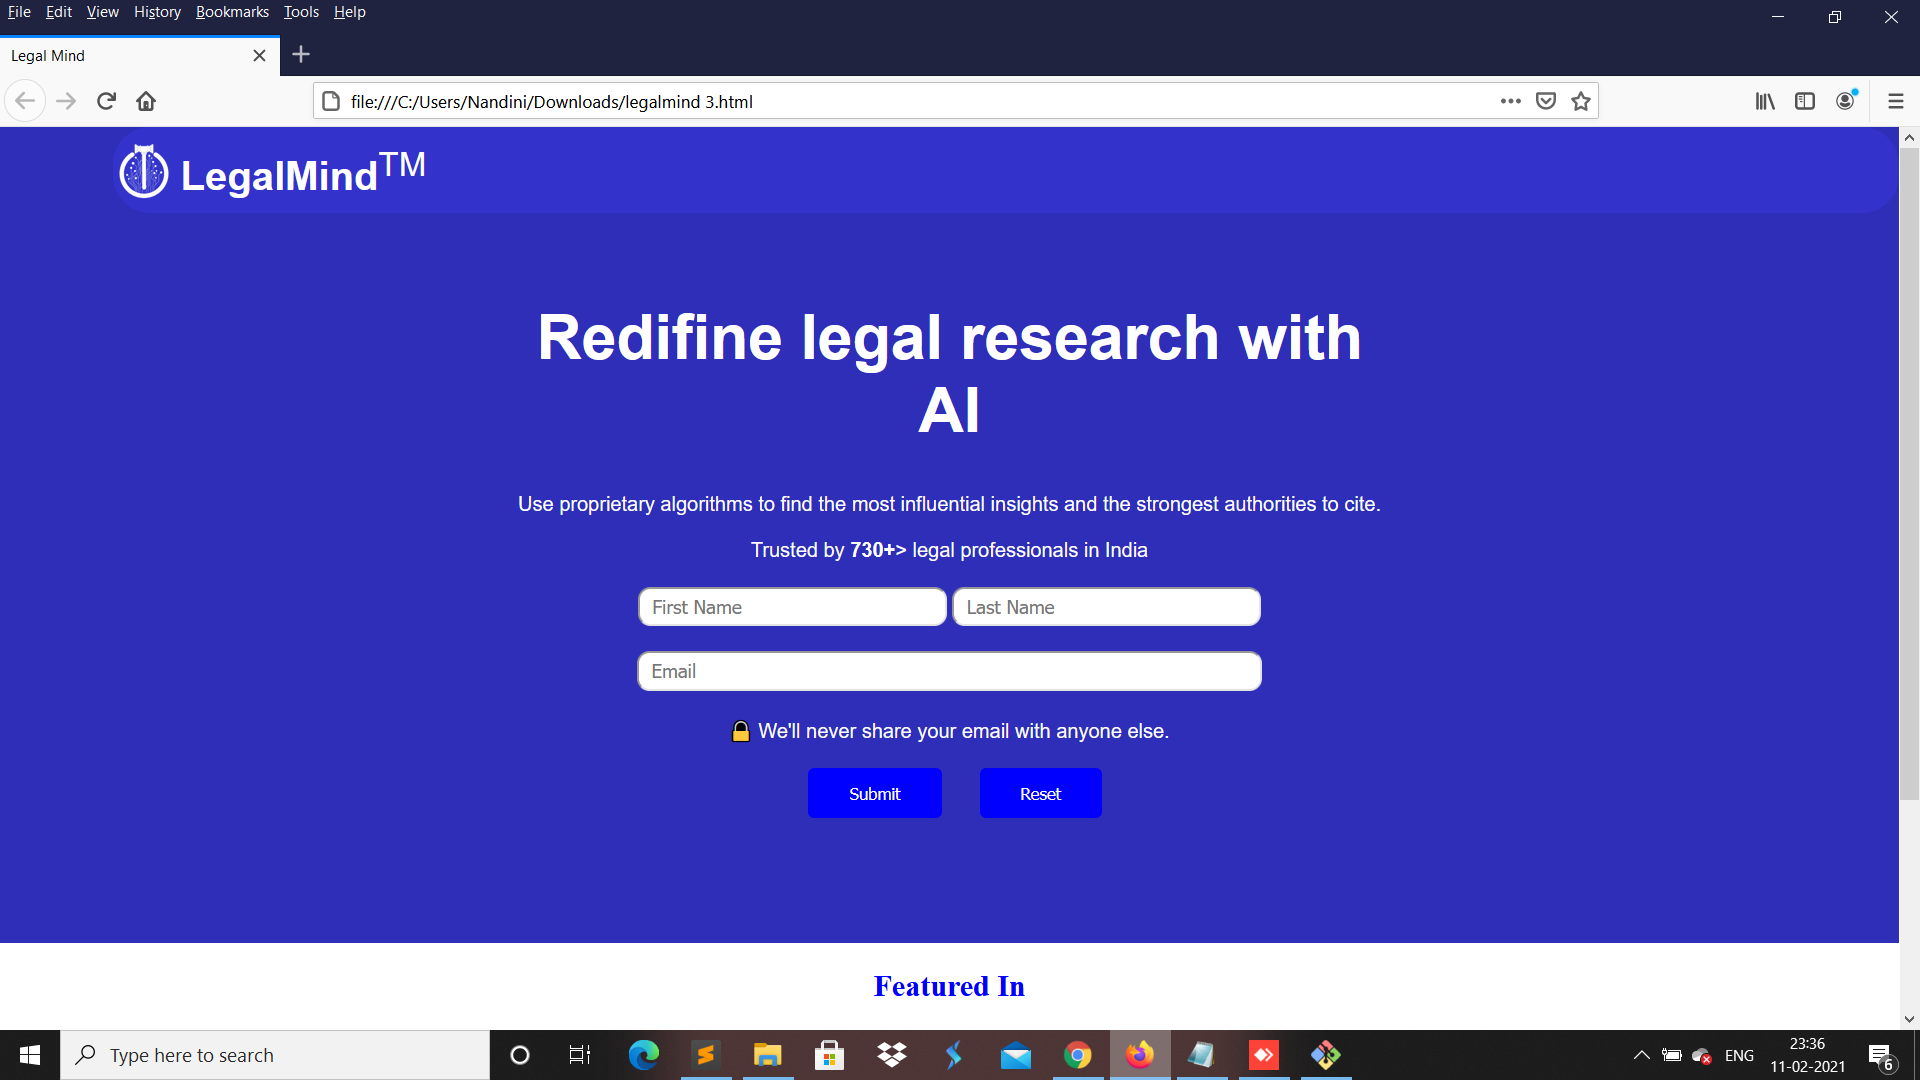 File Edit View History Bookmarks Tools Help
Legal Mind
file:///C:/Users/Nandini/Downloads/legalmind 3.html
LegalMindTM
Redifine legal research with
AI
Use proprietary algorithms to find the most influential insights and the strongest authorities to cite.
Trusted by 730+> legal professionals in India
First Name Last Name
Email
We'll never share your email with anyone else.
Submit Reset
Featured In
Type here to search
ENG
23:36
11-02-2021
6